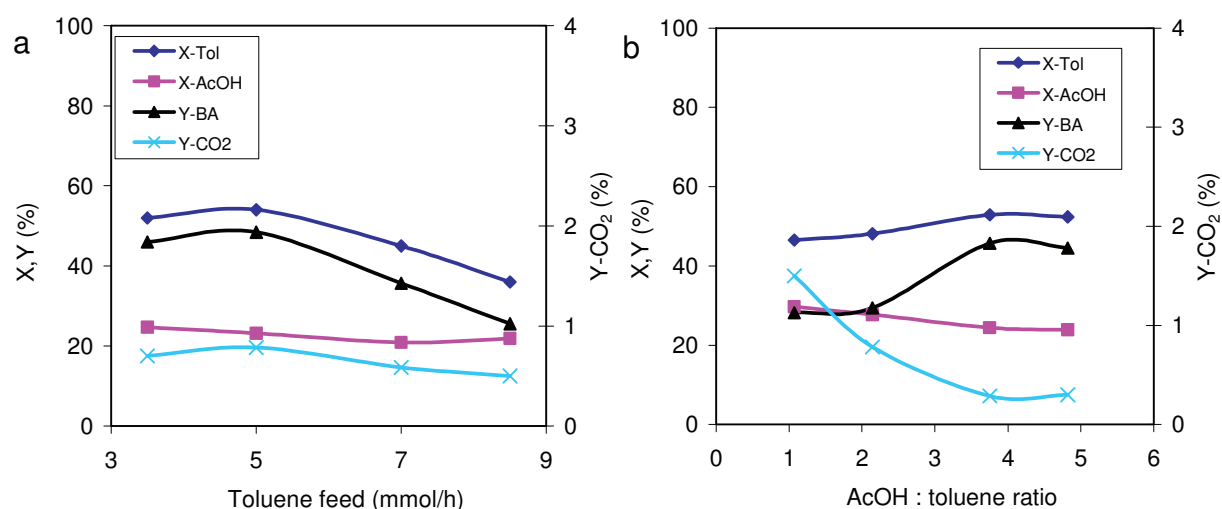 a
X-Tol
X-AcOH
Y-BA
Y-CO2
100
80
60
40
20
0
X,Y (%)
4
3
2
1
0
Y-CO₂ (%)
3 5 7 9
Toluene feed (mmol/h)
b
X-Tol
X-AcOH
Y-BA
Y-CO2
100
80
60
40
20
0
X,Y (%)
4
3
2
1
0
Y-CO₂ (%)
0 1 2 3 4 5 6
AcOH : toluene ratio